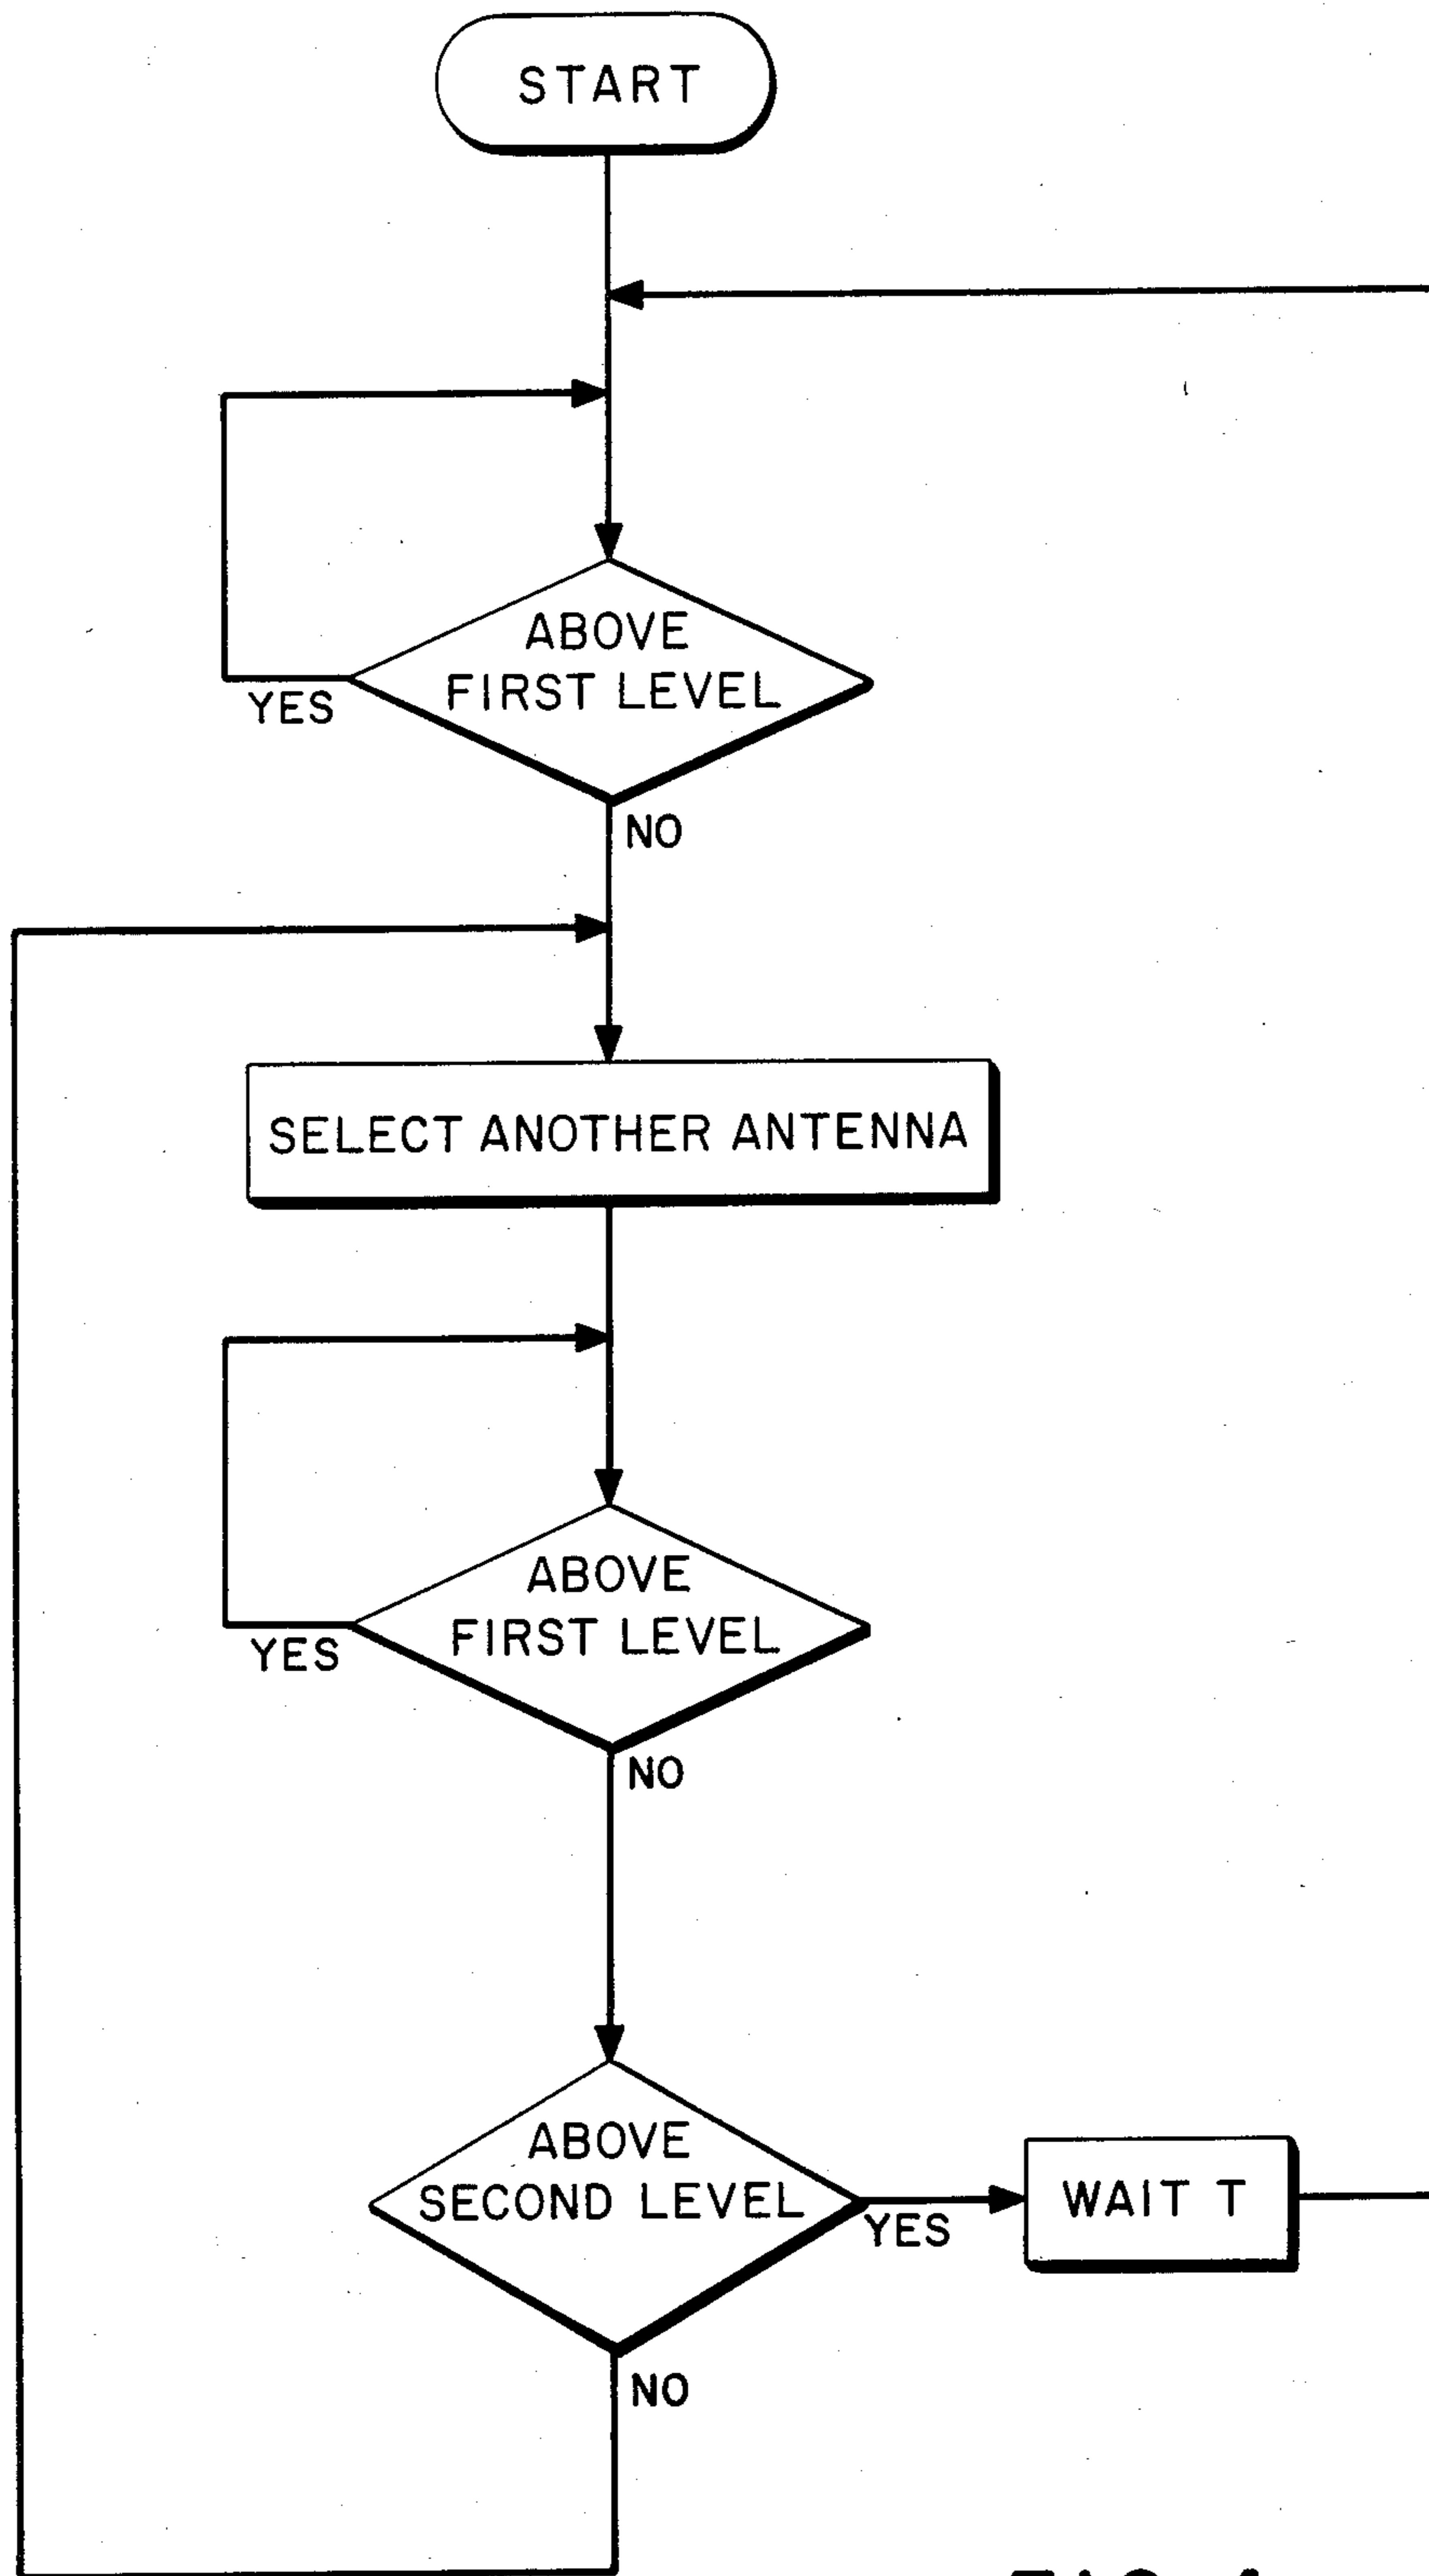 START
ABOVE
FIRST LEVEL
YES
NO
SELECT ANOTHER ANTENNA
ABOVE
FIRST LEVEL
YES
NO
ABOVE
SECOND LEVEL
YES
WAIT T
NO